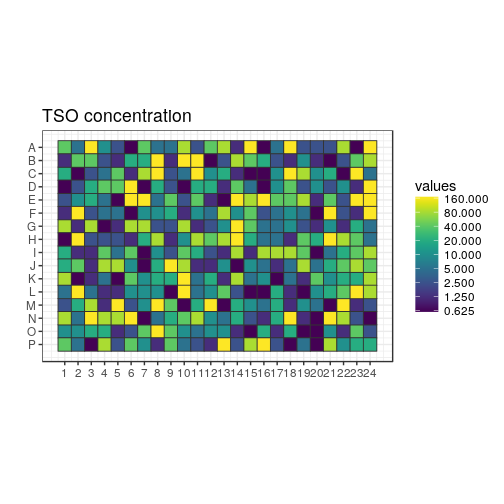 TSO concentration
A
B
C
D
E
F
G
H
I
J
K
L
M
N
O
P
1 2 3 4 5 6 7 8 9 10 11 12 13 14 15 16 17 18 19 20 21 22 23 24
values
160.000
80.000
40.000
20.000
10.000
5.000
2.500
1.250
0.625